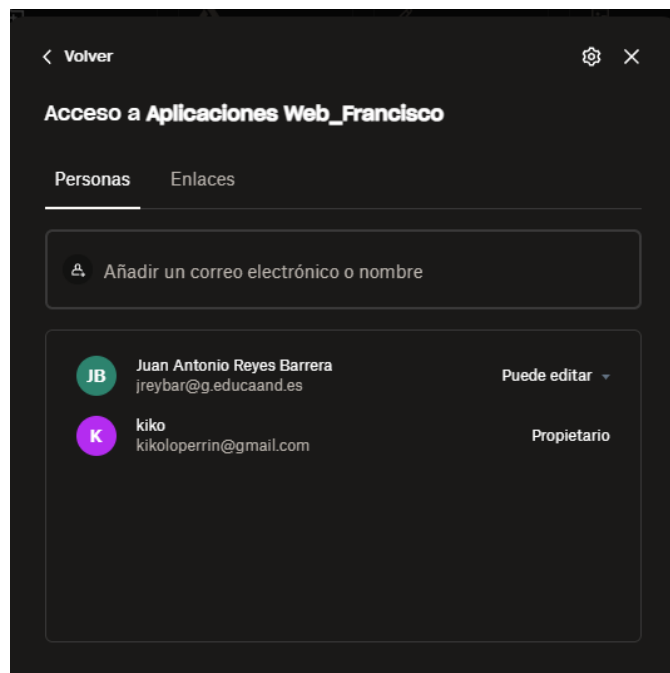 Volver
Acceso a Aplicaciones Web_Francisco
Personas Enlaces
Añadir un correo electrónico o nombre
JB
Juan Antonio Reyes Barrera
jreybar@g.educaand.es
Puede editar
K
kiko
kikoloperrin@gmail.com
Propietario